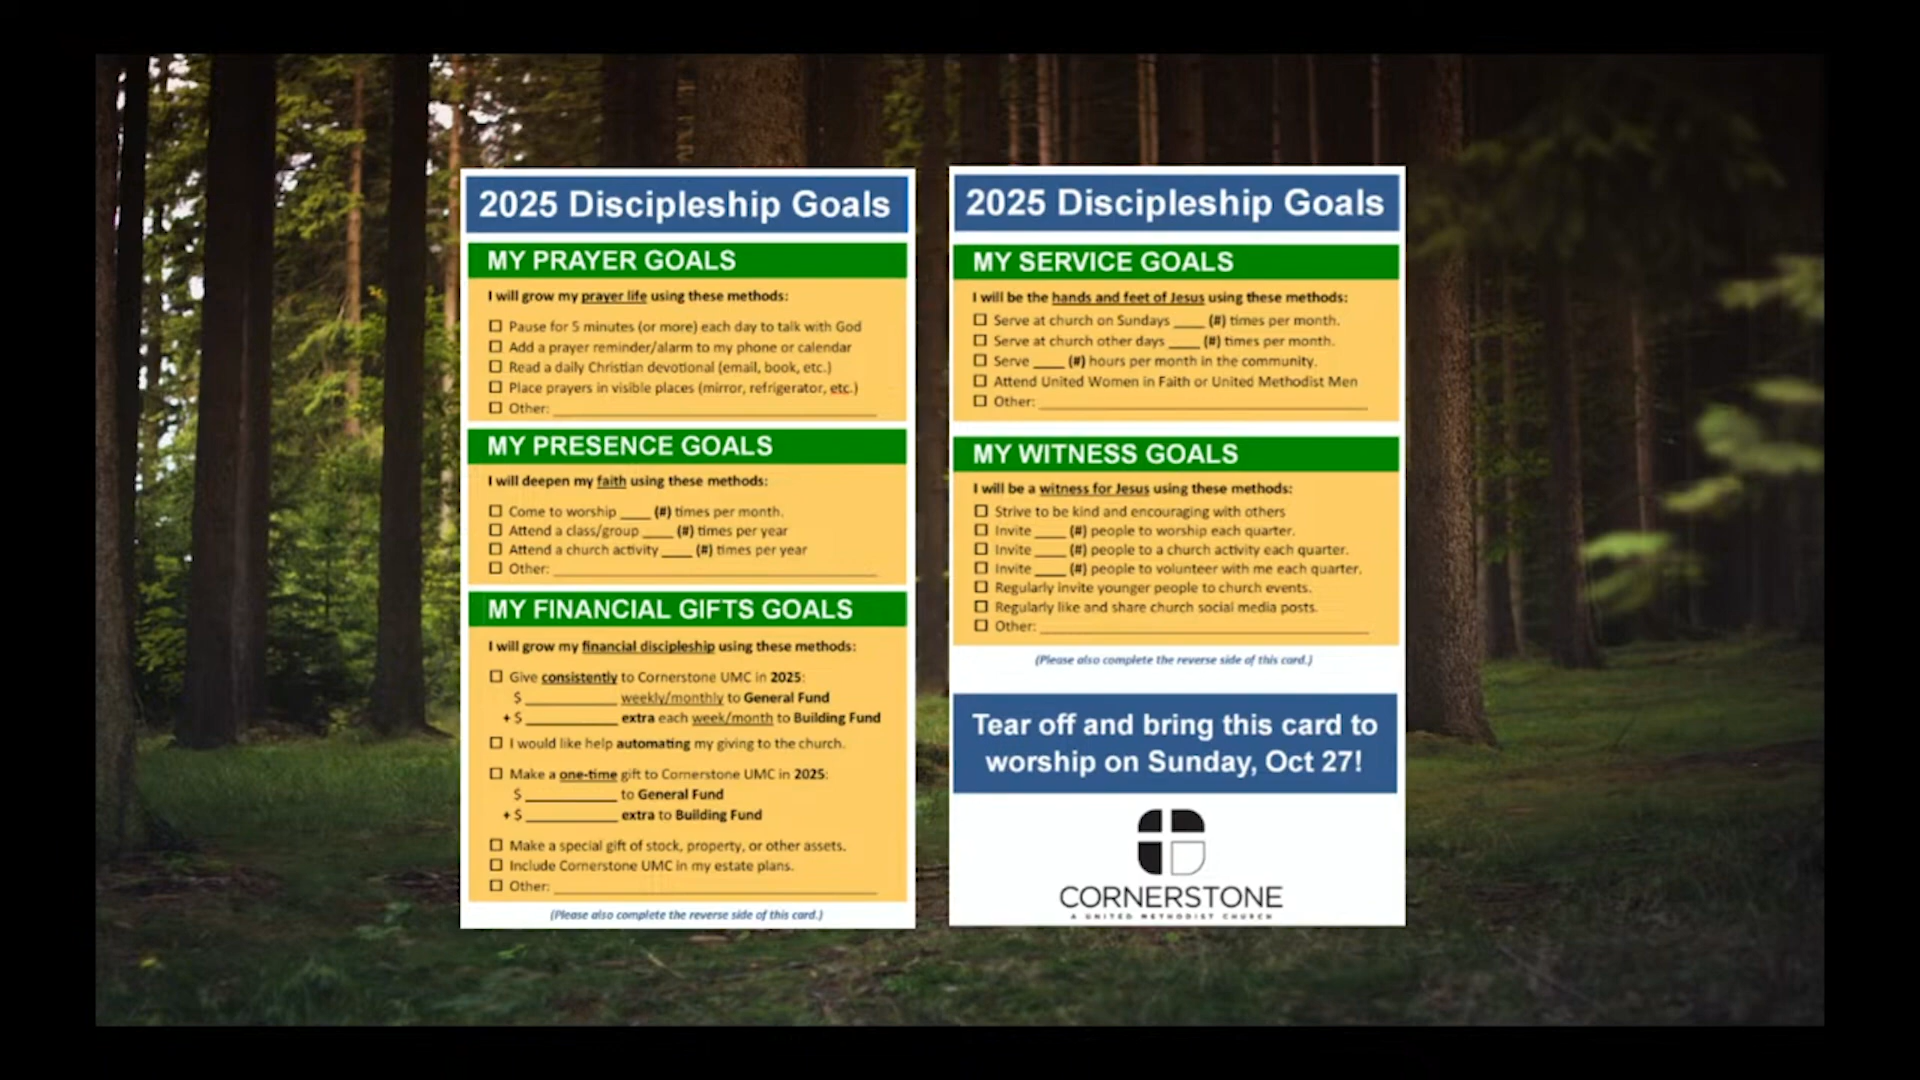 2025 Discipleship Goals
MY PRAYER GOALS
I will grow my prayer life using these methods:
☐ Pause for 5 minutes (or more) each day to talk with God
☐ Add a prayer reminder/alarm to my phone or calendar
☐ Read a daily Christian devotional (email, book, etc.)
☐ Place prayers in visible places (mirror, refrigerator, etc.)
☐ Other: ____
MY PRESENCE GOALS
I will deepen my faith using these methods:
☐ Come to worship ____ (#) times per month.
☐ Attend a class/group ____ (#) times per year
☐ Attend a church activity ____ (#) times per year
☐ Other: ____
MY FINANCIAL GIFTS GOALS
I will grow my financial discipleship using these methods:
☐ Give consistently to Cornerstone UMC in 2025:
$ ____ weekly/monthly to General Fund
+ $ ____ extra each week/month to Building Fund
☐ I would like help automating my giving to the church.
☐ Make a one-time gift to Cornerstone UMC in 2025:
$ ____ to General Fund
+ $ ____ extra to Building Fund
☐ Make a special gift of stock, property, or other assets.
☐ Include Cornerstone UMC in my estate plans.
☐ Other: ____
(Please also complete the reverse side of this card.)
2025 Discipleship Goals
MY SERVICE GOALS
I will be the hands and feet of Jesus using these methods:
☐ Serve at church on Sundays ____ (#) times per month.
☐ Serve at church other days ____ (#) times per month.
☐ Serve ____ (#) hours per month in the community.
☐ Attend United Women in Faith or United Methodist Men
☐ Other: ____
MY WITNESS GOALS
I will be a witness for Jesus using these methods:
☐ Strive to be kind and encouraging with others
☐ Invite ____ (#) people to worship each quarter.
☐ Invite ____ (#) people to a church activity each quarter.
☐ Invite ____ (#) people to volunteer with me each quarter.
☐ Regularly invite younger people to church events.
☐ Regularly like and share church social media posts.
☐ Other: ____
(Please also complete the reverse side of this card.)
Tear off and bring this card to
worship on Sunday, Oct 27!
CORNERSTONE
A UNITED METHODIST CHURCH